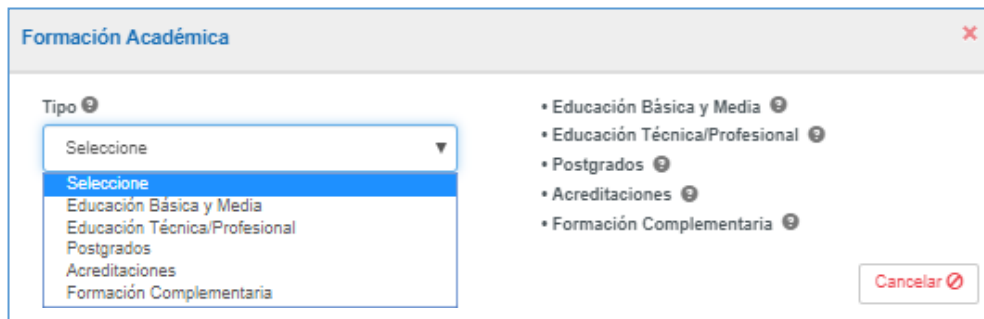 Formación Académica
Tipo
Seleccione
Seleccione
Educación Básica y Media
Educación Técnica/Profesional
Postgrados
Acreditaciones
Formación Complementaria
• Educación Básica y Media
• Educación Técnica/Profesional
• Postgrados
• Acreditaciones
• Formación Complementaria
Cancelar